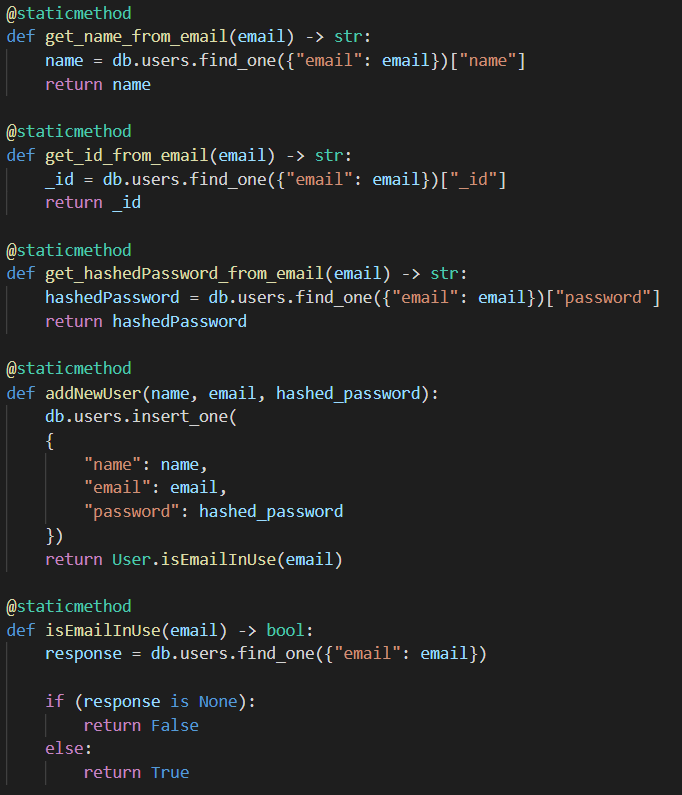 @staticmethod
def get_name_from_email(email) -> str:
    name = db.users.find_one({"email": email})["name"]
    return name

@staticmethod
def get_id_from_email(email) -> str:
    _id = db.users.find_one({"email": email})["_id"]
    return _id

@staticmethod
def get_hashedPassword_from_email(email) -> str:
    hashedPassword = db.users.find_one({"email": email})["password"]
    return hashedPassword

@staticmethod
def addNewUser(name, email, hashed_password):
    db.users.insert_one(
    {
        "name": name,
        "email": email,
        "password": hashed_password
    })
    return User.isEmailInUse(email)

@staticmethod
def isEmailInUse(email) -> bool:
    response = db.users.find_one({"email": email})

    if (response is None):
        return False
    else:
        return True